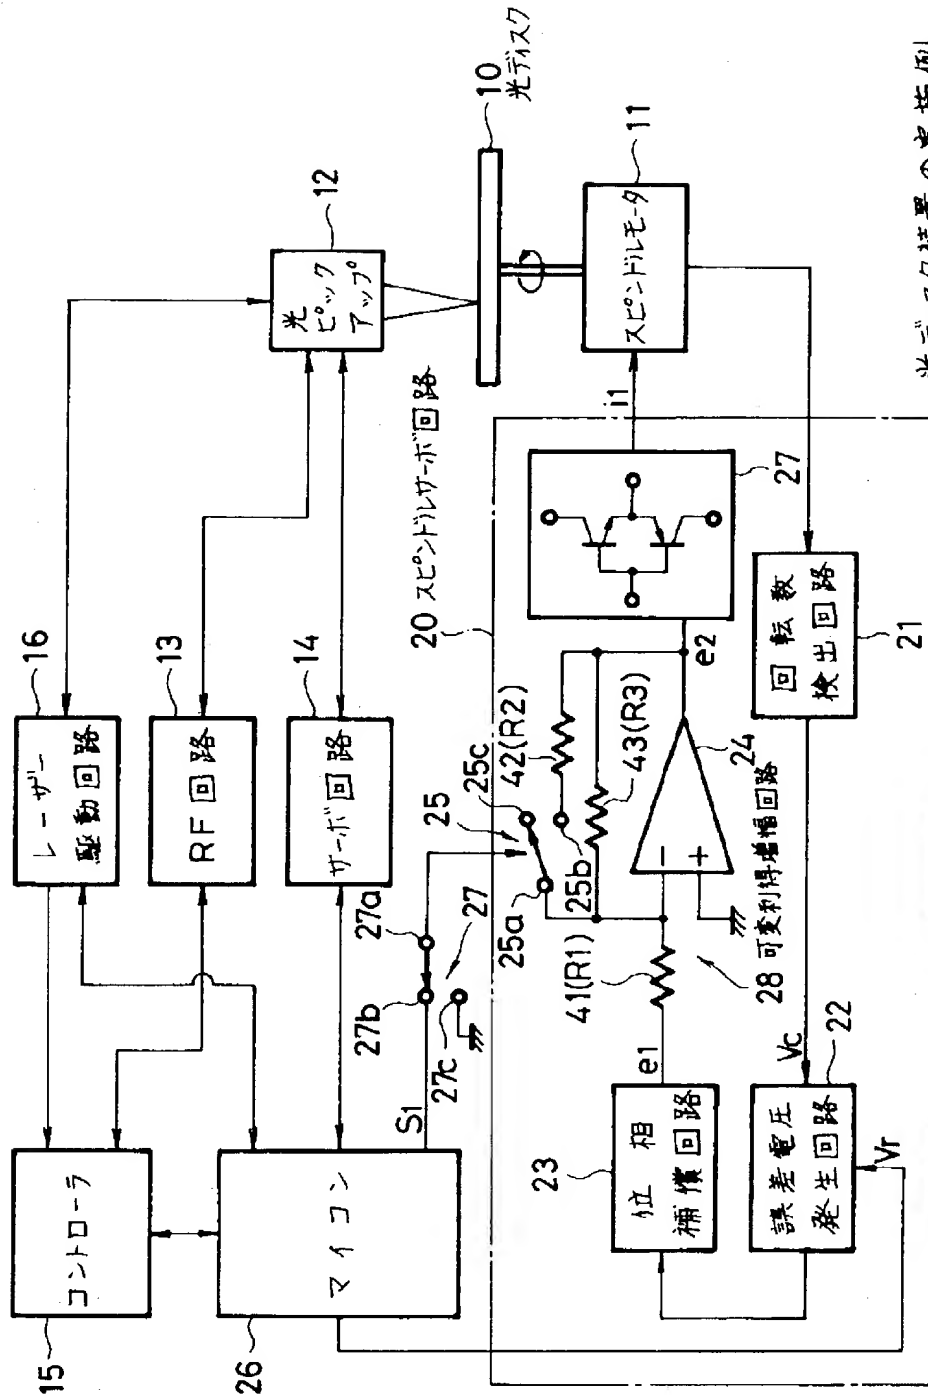 15
コントローラ
26
マイコン
16
レーザー
駆動回路
13
RF回路
14
サーボ回路
12
光
ピック
アップ
10
光ディスク
11
スピンドルモータ
S1
27b
27a
27c
27
20 スピンドルサーボ回路
25
25a
25b
25c
42(R2)
43(R3)
41(R1)
e1
e2
i1
24
27
28 可変利得増幅回路
23
位相
補償回路
22
誤差電圧
発生回路
Vc
Vr
21
回転数
検出回路